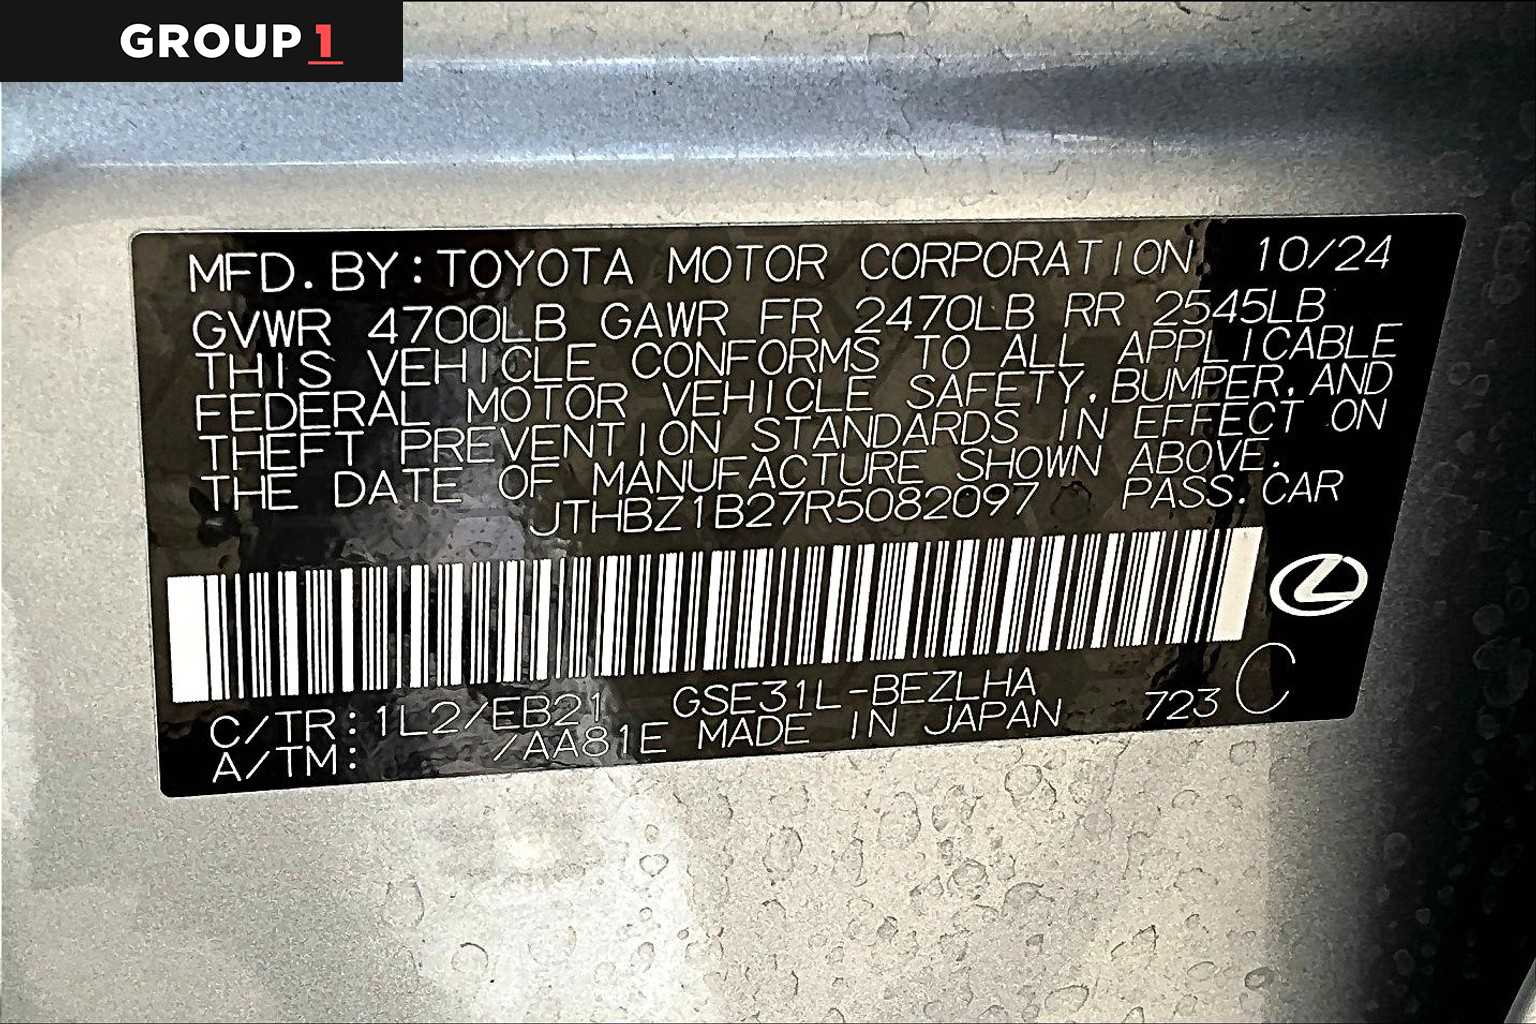 GROUP 1
MFD. BY: TOYOTA MOTOR CORPORATION 10/24
GVWR 4700LB GAWR FR 2470LB RR 2545LB
THIS VEHICLE CONFORMS TO ALL APPLICABLE
FEDERAL MOTOR VEHICLE SAFETY, BUMPER, AND
THEFT PREVENTION STANDARDS IN EFFECT ON
THE DATE OF MANUFACTURE SHOWN ABOVE.
JTHBZ1B27R5082097 PASS. CAR
C/TR: 1L2/EB21 GSE31L-BEZLHA
A/TM: /AA81E MADE IN JAPAN 723 C